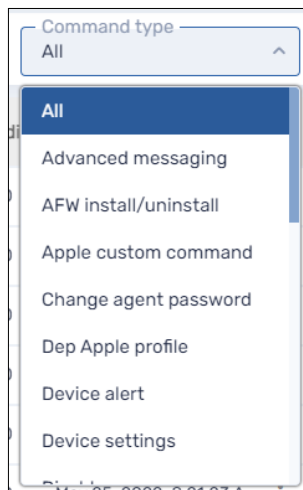 Command type
All
All
Advanced messaging
AFW install/uninstall
Apple custom command
Change agent password
Dep Apple profile
Device alert
Device settings